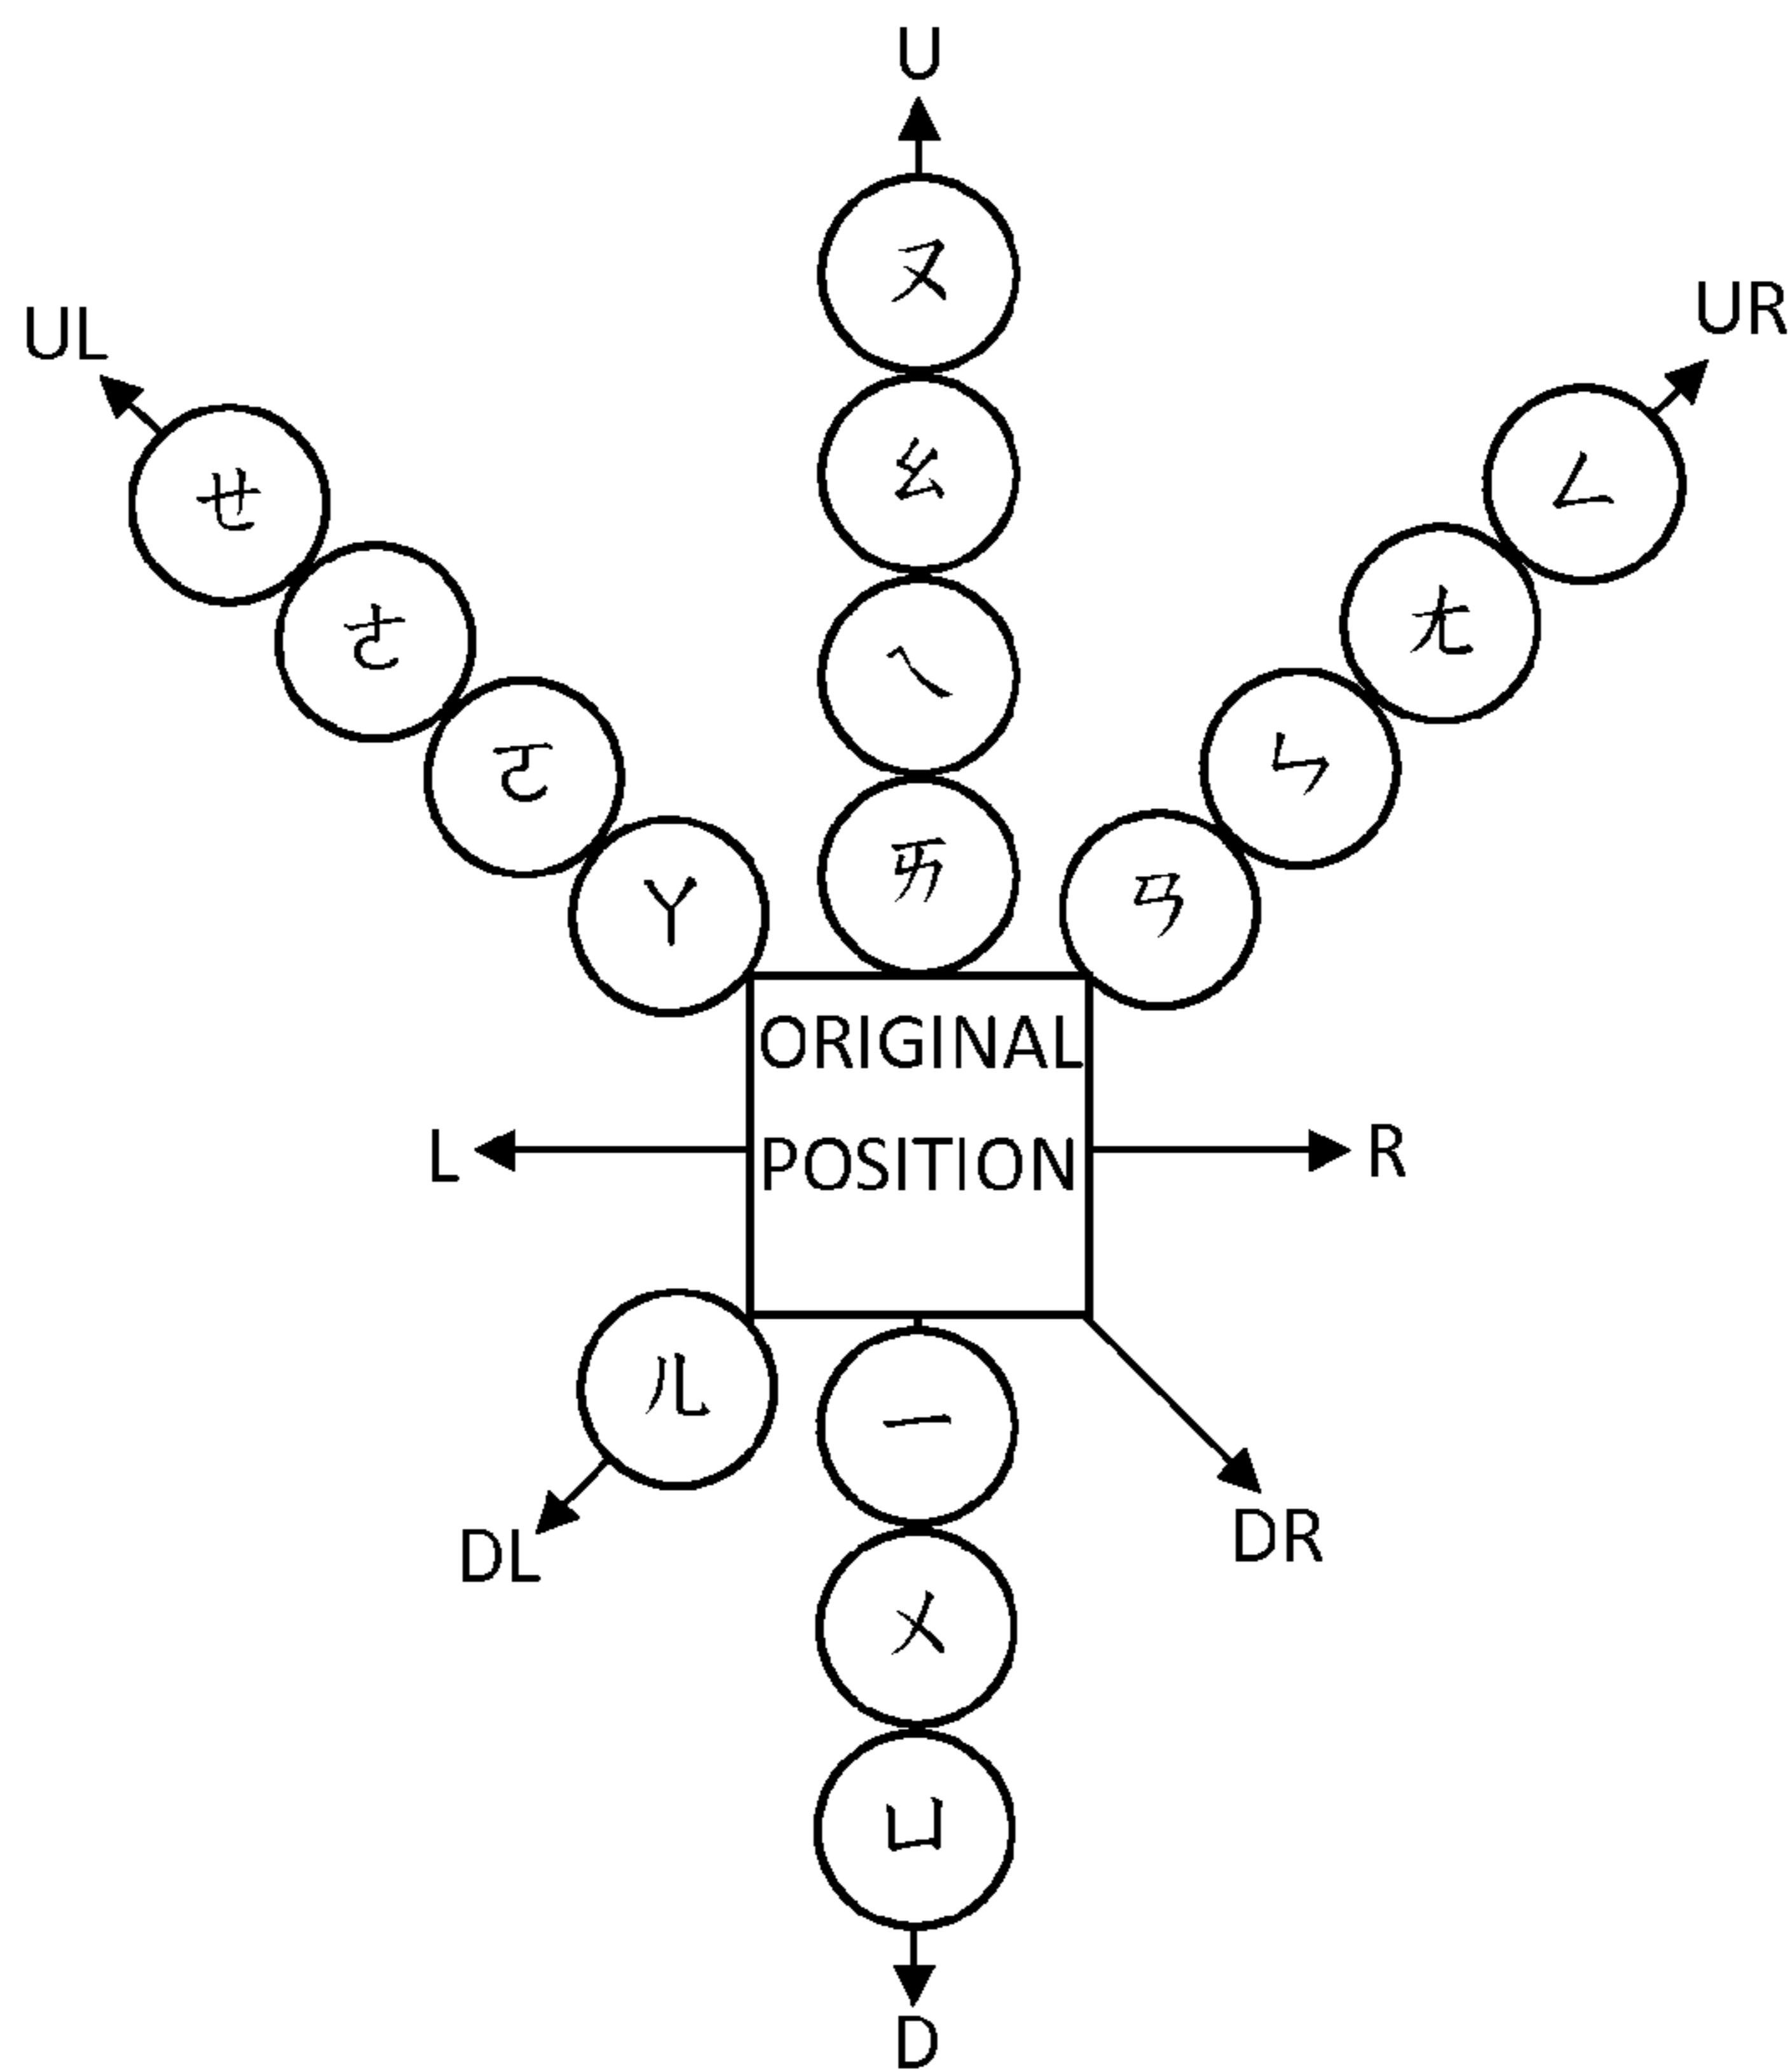 U
ㄡ
UL
UR
ㄠ
ㄥ
ㄝ
ㄤ
ㄜ
ㄟ
ㄣ
ㄛ
ㄞ
ㄢ
ㄚ
ORIGINAL
POSITION
L
R
ㄦ
ㄧ
DL
DR
ㄨ
ㄩ
D